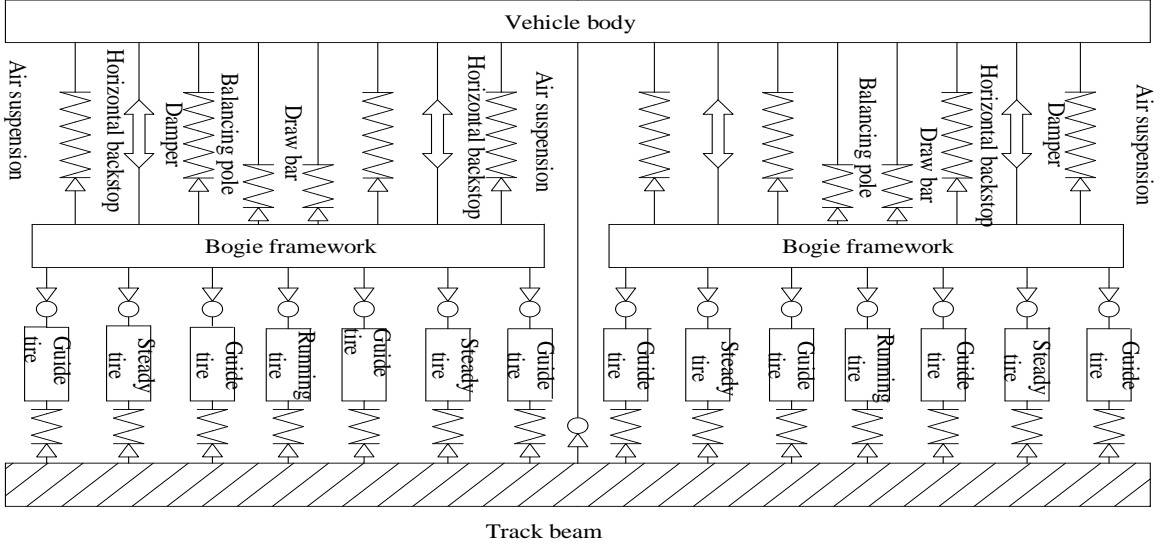 Vehicle body
Air suspension
Horizontal backstop
Damper
Balancing pole
Draw bar
Horizontal backstop
Air suspension
Balancing pole
Draw bar
Horizontal backstop
Damper
Air suspension
Bogie framework
Bogie framework
Guide
tire
Steady
tire
Guide
tire
Running
tire
Guide
tire
Steady
tire
Guide
tire
Guide
tire
Steady
tire
Guide
tire
Running
tire
Guide
tire
Steady
tire
Guide
tire
Track beam